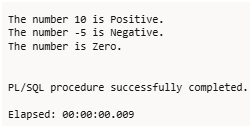 The number 10 is Positive.
The number -5 is Negative.
The number is Zero.
PL/SQL procedure successfully completed.
Elapsed: 00:00:00.009